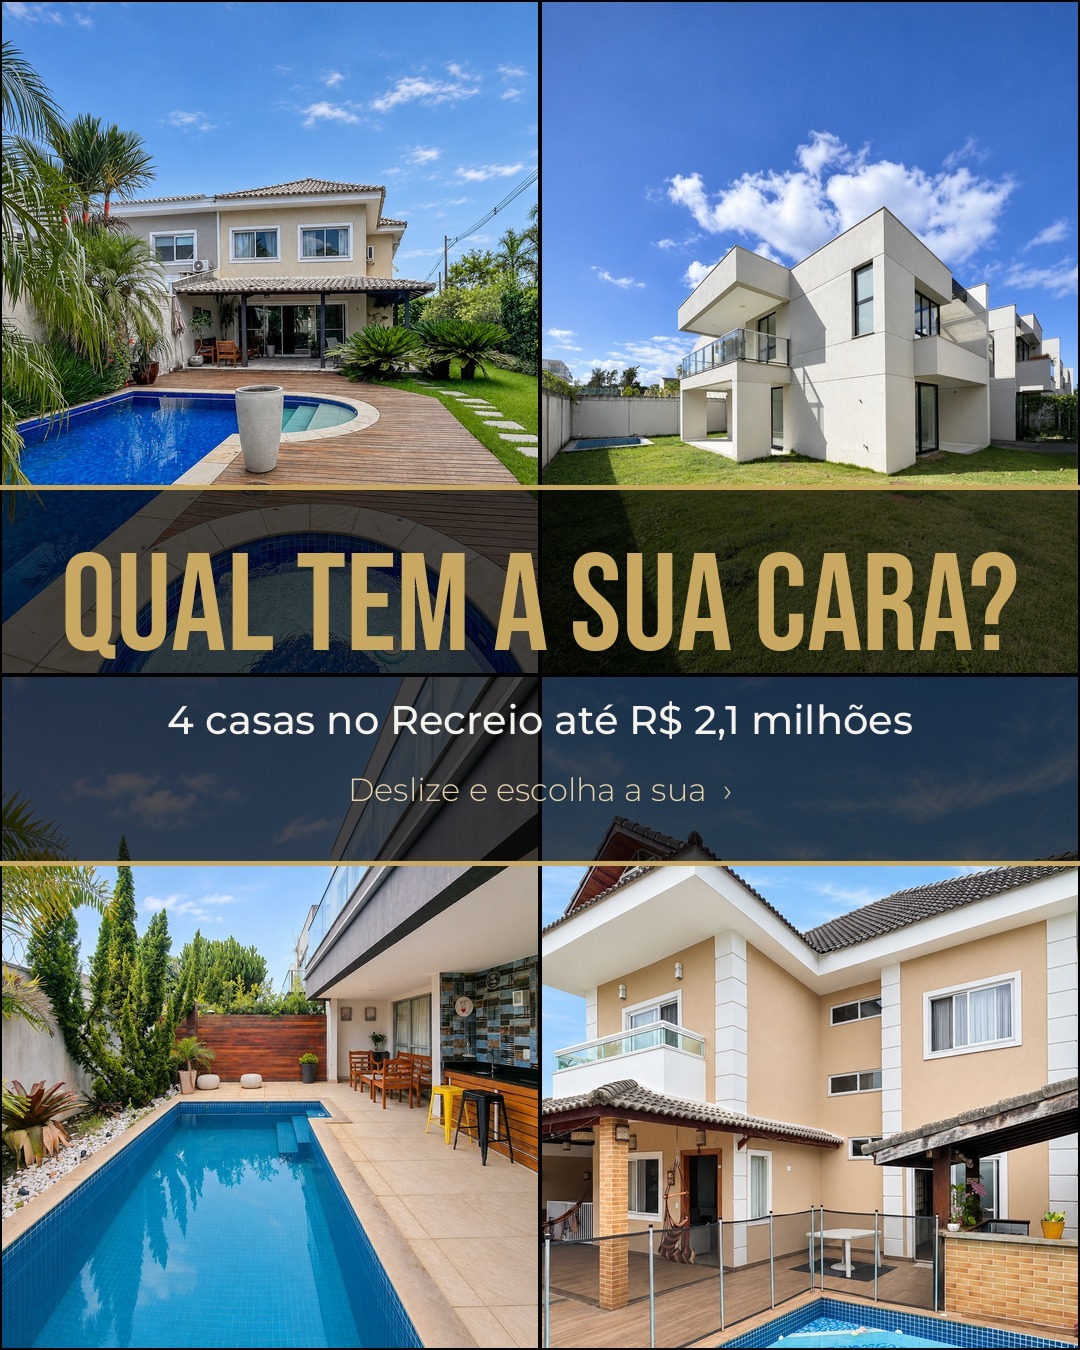 QUAL TEM A SUA CARA?
4 casas no Recreio até R$ 2,1 milhões
Deslize e escolha a sua ›